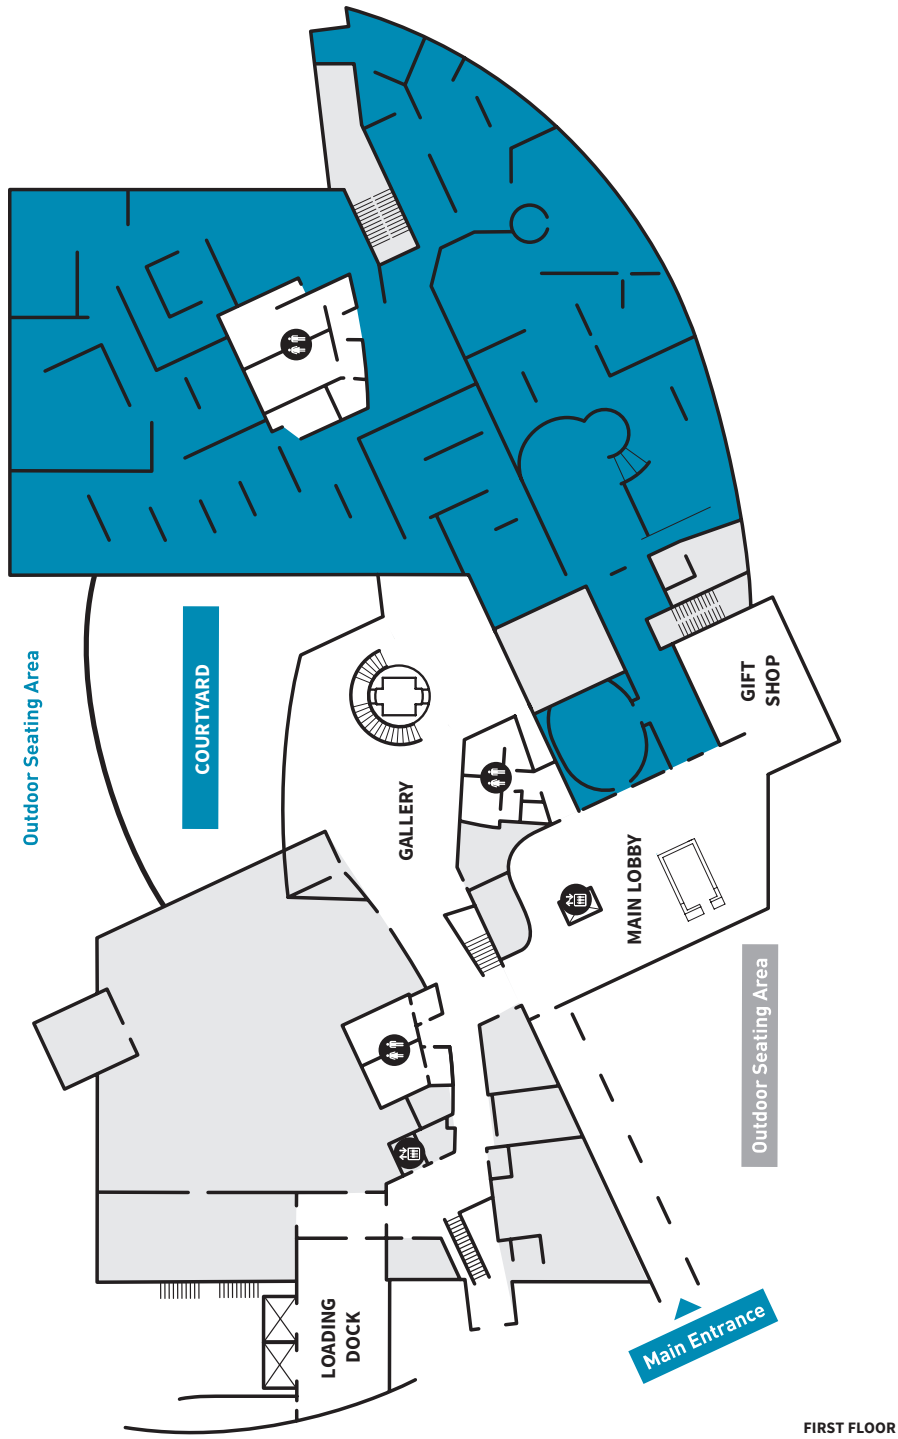 GIFT
SHOP
Outdoor Seating Area
COURTYARD
GALLERY
MAIN LOBBY
Outdoor Seating Area
LOADING
DOCK
Main Entrance
FIRST FLOOR